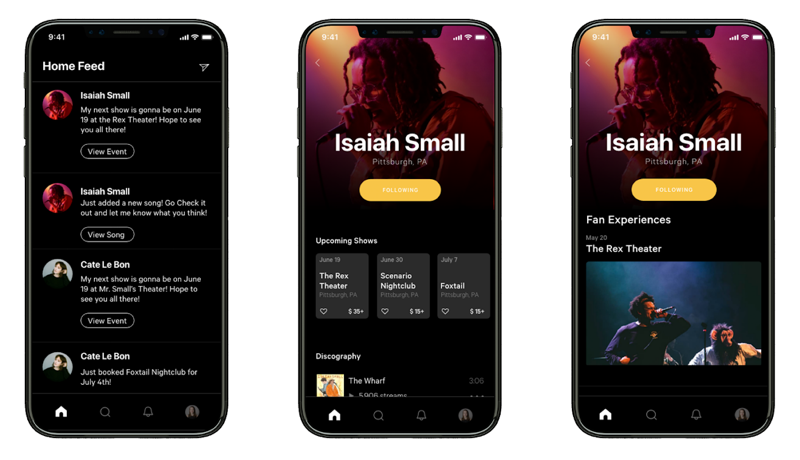 9:41
Home Feed
Isaiah Small
My next show is gonna be on June
19 at the Rex Theater! Hope to see
you all there!
View Event
Isaiah Small
Just added a new song! Go Check it
out and let me know what you think!
View Song
Cate Le Bon
My next show is gonna be on June
19 at Mr. Small's Theater! Hope to
see you all there!
View Event
Cate Le Bon
Just booked Foxtail Nightclub for
July 4th!
9:41
Isaiah Small
Pittsburgh, PA
FOLLOWING
Upcoming Shows
June 19
The Rex
Theater
Pittsburgh, PA
$ 35+
June 30
Scenario
Nightclub
Pittsburgh, PA
$ 15+
July 7
Foxtail
Pittsburgh, PA
$ 15+
Discography
The Wharf 3:06
5,906 streams
9:41
Isaiah Small
Pittsburgh, PA
FOLLOWING
Fan Experiences
May 20
The Rex Theater